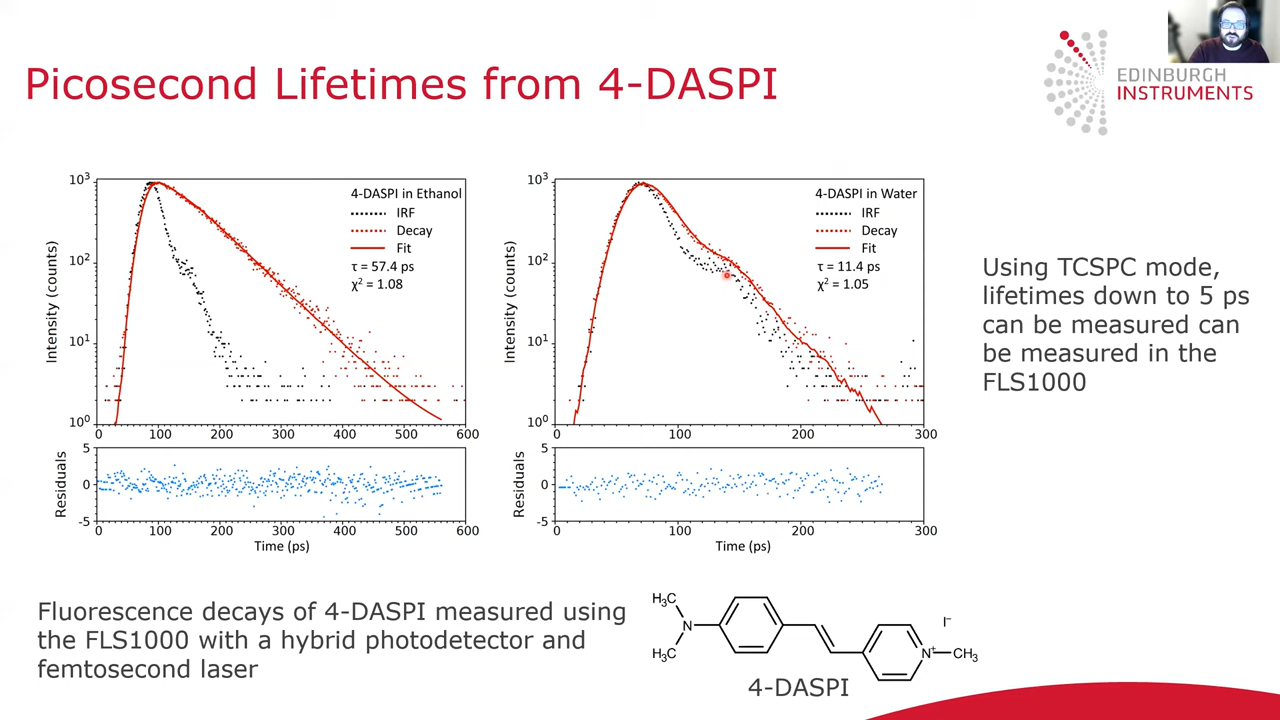 Picosecond Lifetimes from 4-DASPI
EDINBURGH
INSTRUMENTS
10³
10²
10¹
10⁰
Intensity (counts)
4-DASPI in Ethanol
IRF
Decay
Fit
τ = 57.4 ps
χ² = 1.08
0 100 200 300 400 500 600
5
0
-5
Residuals
0 100 200 300 400 500 600
Time (ps)
10³
10²
10¹
10⁰
Intensity (counts)
4-DASPI in Water
IRF
Decay
Fit
τ = 11.4 ps
χ² = 1.05
0 100 200 300
5
0
-5
Residuals
0 100 200 300
Time (ps)
Using TCSPC mode,
lifetimes down to 5 ps
can be measured can
be measured in the
FLS1000
Fluorescence decays of 4-DASPI measured using
the FLS1000 with a hybrid photodetector and
femtosecond laser
H₃C
N
H₃C
I⁻
N⁺
CH₃
4-DASPI